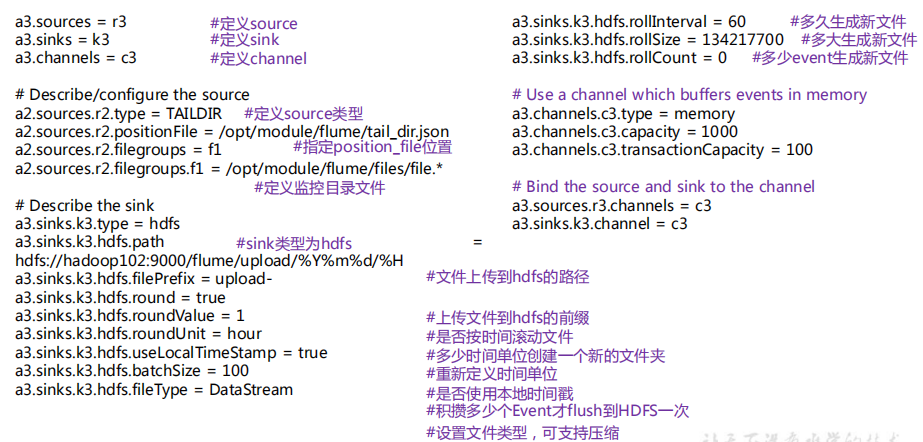 a3.sources = r3 #定义source
a3.sinks = k3 #定义sink
a3.channels = c3 #定义channel
# Describe/configure the source
a2.sources.r2.type = TAILDIR #定义source类型
a2.sources.r2.positionFile = /opt/module/flume/tail_dir.json
a2.sources.r2.filegroups = f1 #指定position_file位置
a2.sources.r2.filegroups.f1 = /opt/module/flume/files/file.*
#定义监控目录文件
# Describe the sink
a3.sinks.k3.type = hdfs
a3.sinks.k3.hdfs.path #sink类型为hdfs =
hdfs://hadoop102:9000/flume/upload/%Y%m%d/%H
a3.sinks.k3.hdfs.filePrefix = upload- #文件上传到hdfs的路径
a3.sinks.k3.hdfs.round = true
a3.sinks.k3.hdfs.roundValue = 1 #上传文件到hdfs的前缀
a3.sinks.k3.hdfs.roundUnit = hour #是否按时间滚动文件
a3.sinks.k3.hdfs.useLocalTimeStamp = true #多少时间单位创建一个新的文件夹
a3.sinks.k3.hdfs.batchSize = 100 #重新定义时间单位
a3.sinks.k3.hdfs.fileType = DataStream #是否使用本地时间戳
#积攒多少个Event才flush到HDFS一次
#设置文件类型，可支持压缩
a3.sinks.k3.hdfs.rollInterval = 60 #多久生成新文件
a3.sinks.k3.hdfs.rollSize = 134217700 #多大生成新文件
a3.sinks.k3.hdfs.rollCount = 0 #多少event生成新文件
# Use a channel which buffers events in memory
a3.channels.c3.type = memory
a3.channels.c3.capacity = 1000
a3.channels.c3.transactionCapacity = 100
# Bind the source and sink to the channel
a3.sources.r3.channels = c3
a3.sinks.k3.channel = c3